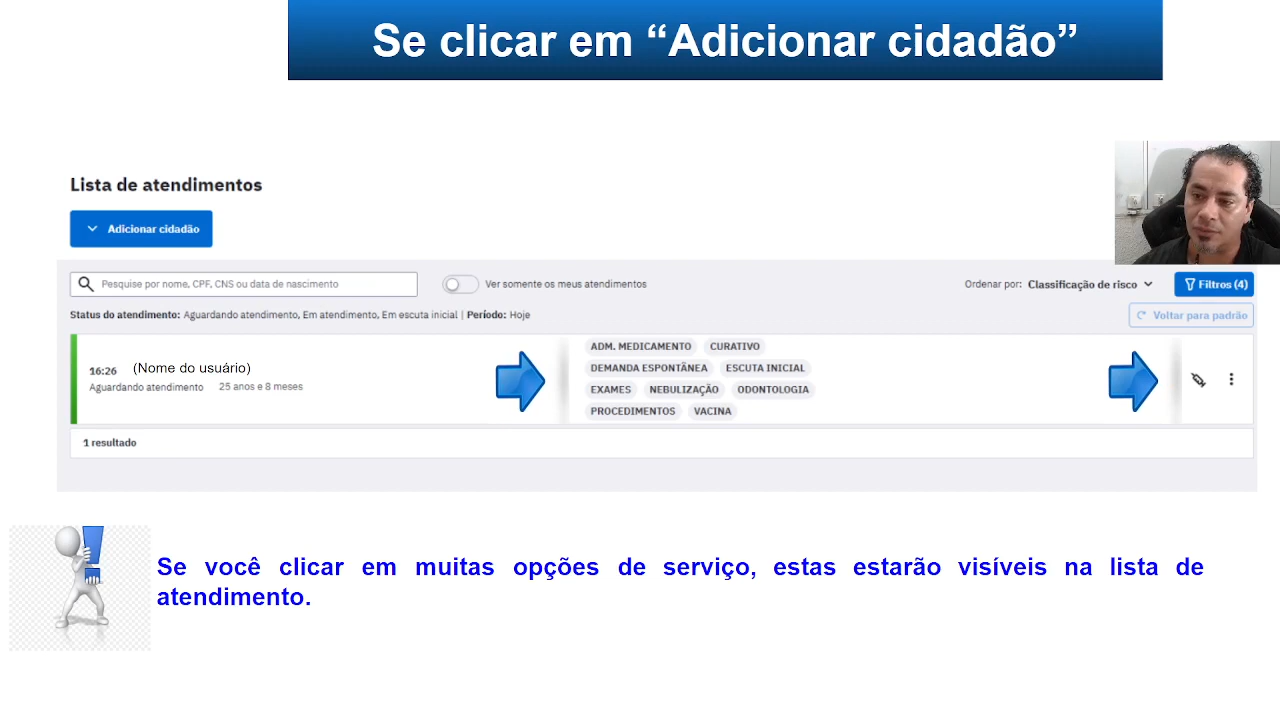 Se clicar em “Adicionar cidadão”
Lista de atendimentos
Adicionar cidadão
Pesquise por nome, CPF, CNS ou data de nascimento
Ver somente os meus atendimentos
Ordenar por: Classificação de risco
Filtros (4)
Status do atendimento: Aguardando atendimento, Em atendimento, Em escuta inicial | Período: Hoje
Voltar para padrão
16:26 (Nome do usuário)
Aguardando atendimento 25 anos e 8 meses
ADM. MEDICAMENTO CURATIVO
DEMANDA ESPONTÂNEA ESCUTA INICIAL
EXAMES NEBULIZAÇÃO ODONTOLOGIA
PROCEDIMENTOS VACINA
1 resultado
Se você clicar em muitas opções de serviço, estas estarão visíveis na lista de
atendimento.